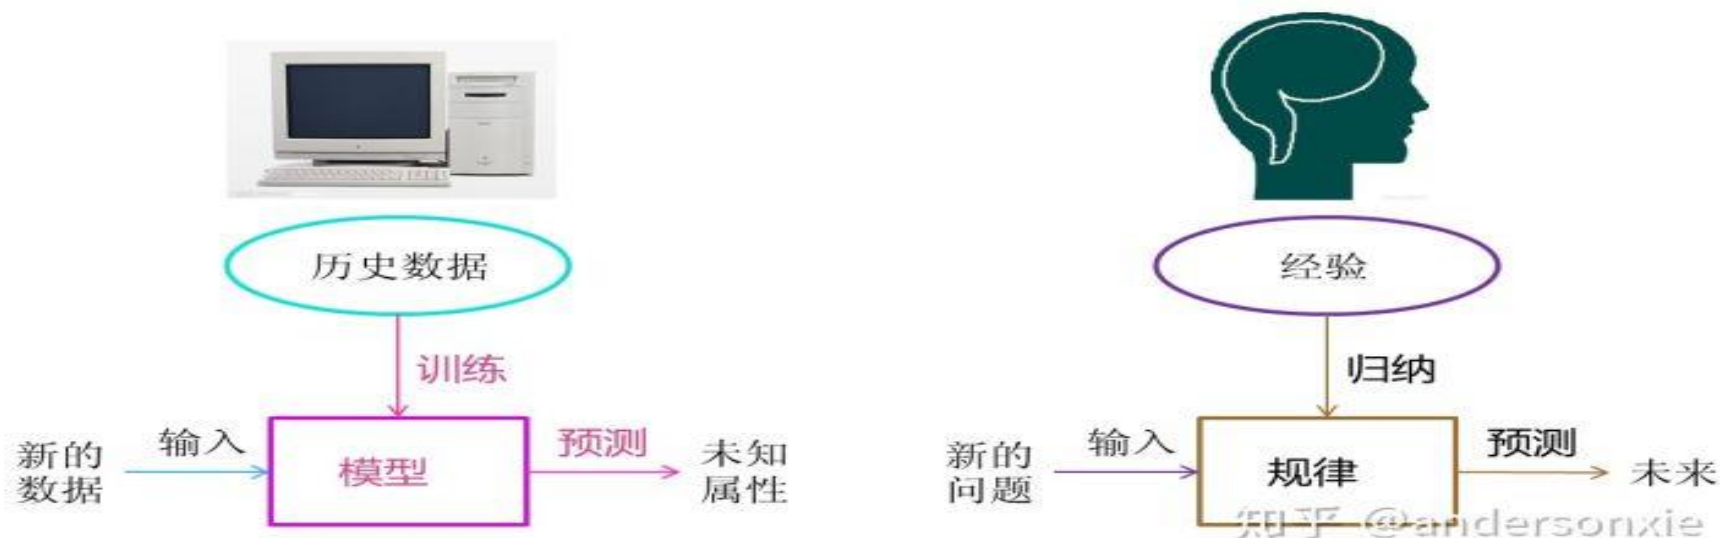 历史数据
训练
新的
数据
输入
模型
预测
未知
属性
经验
归纳
新的
问题
输入
规律
预测
未来
知乎 @andersonxie